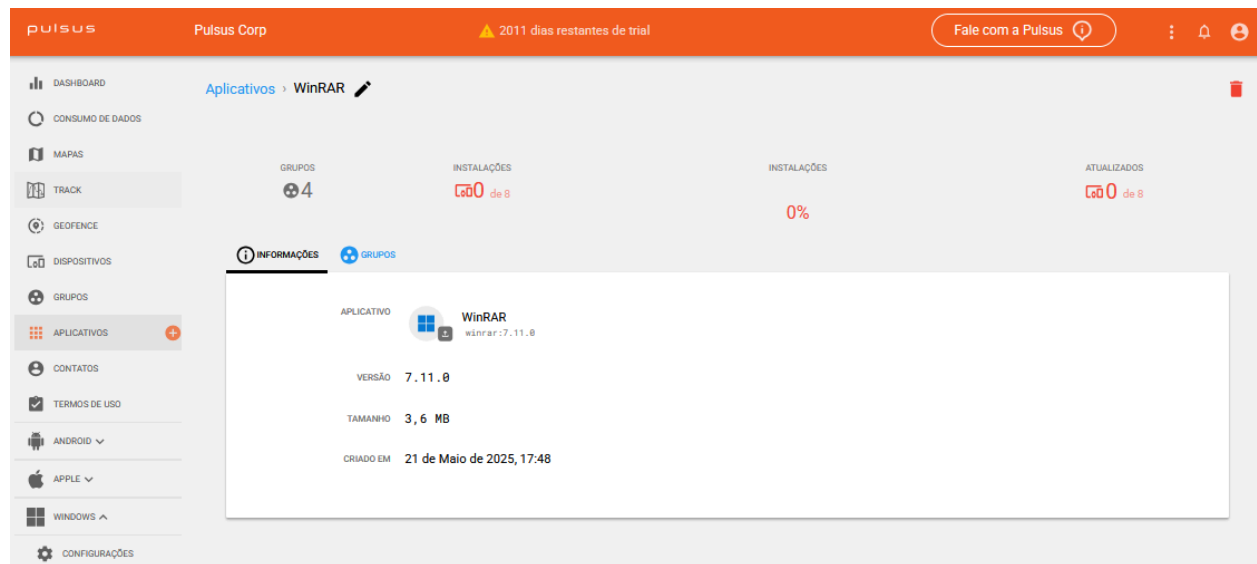 pulsus
Pulsus Corp
2011 dias restantes de trial
Fale com a Pulsus
DASHBOARD
CONSUMO DE DADOS
MAPAS
TRACK
GEOFENCE
DISPOSITIVOS
GRUPOS
APLICATIVOS
CONTATOS
TERMOS DE USO
ANDROID
APPLE
WINDOWS
CONFIGURAÇÕES
Aplicativos › WinRAR
GRUPOS
4
INSTALAÇÕES
0 de 8
INSTALAÇÕES
0%
ATUALIZADOS
0 de 8
INFORMAÇÕES
GRUPOS
APLICATIVO
WinRAR
winrar:7.11.0
VERSÃO 7.11.0
TAMANHO 3,6 MB
CRIADO EM 21 de Maio de 2025, 17:48